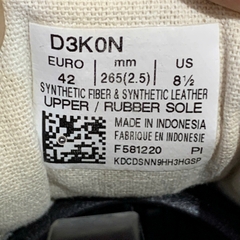 D3K0N
EURO mm US
42 265(2.5) 8½
SYNTHETIC FIBER & SYNTHETIC LEATHER
UPPER / RUBBER SOLE
MADE IN INDONESIA
FABRIQUE EN INDONESIE
F581220 PI
KDCDSNN9HH3HGSP